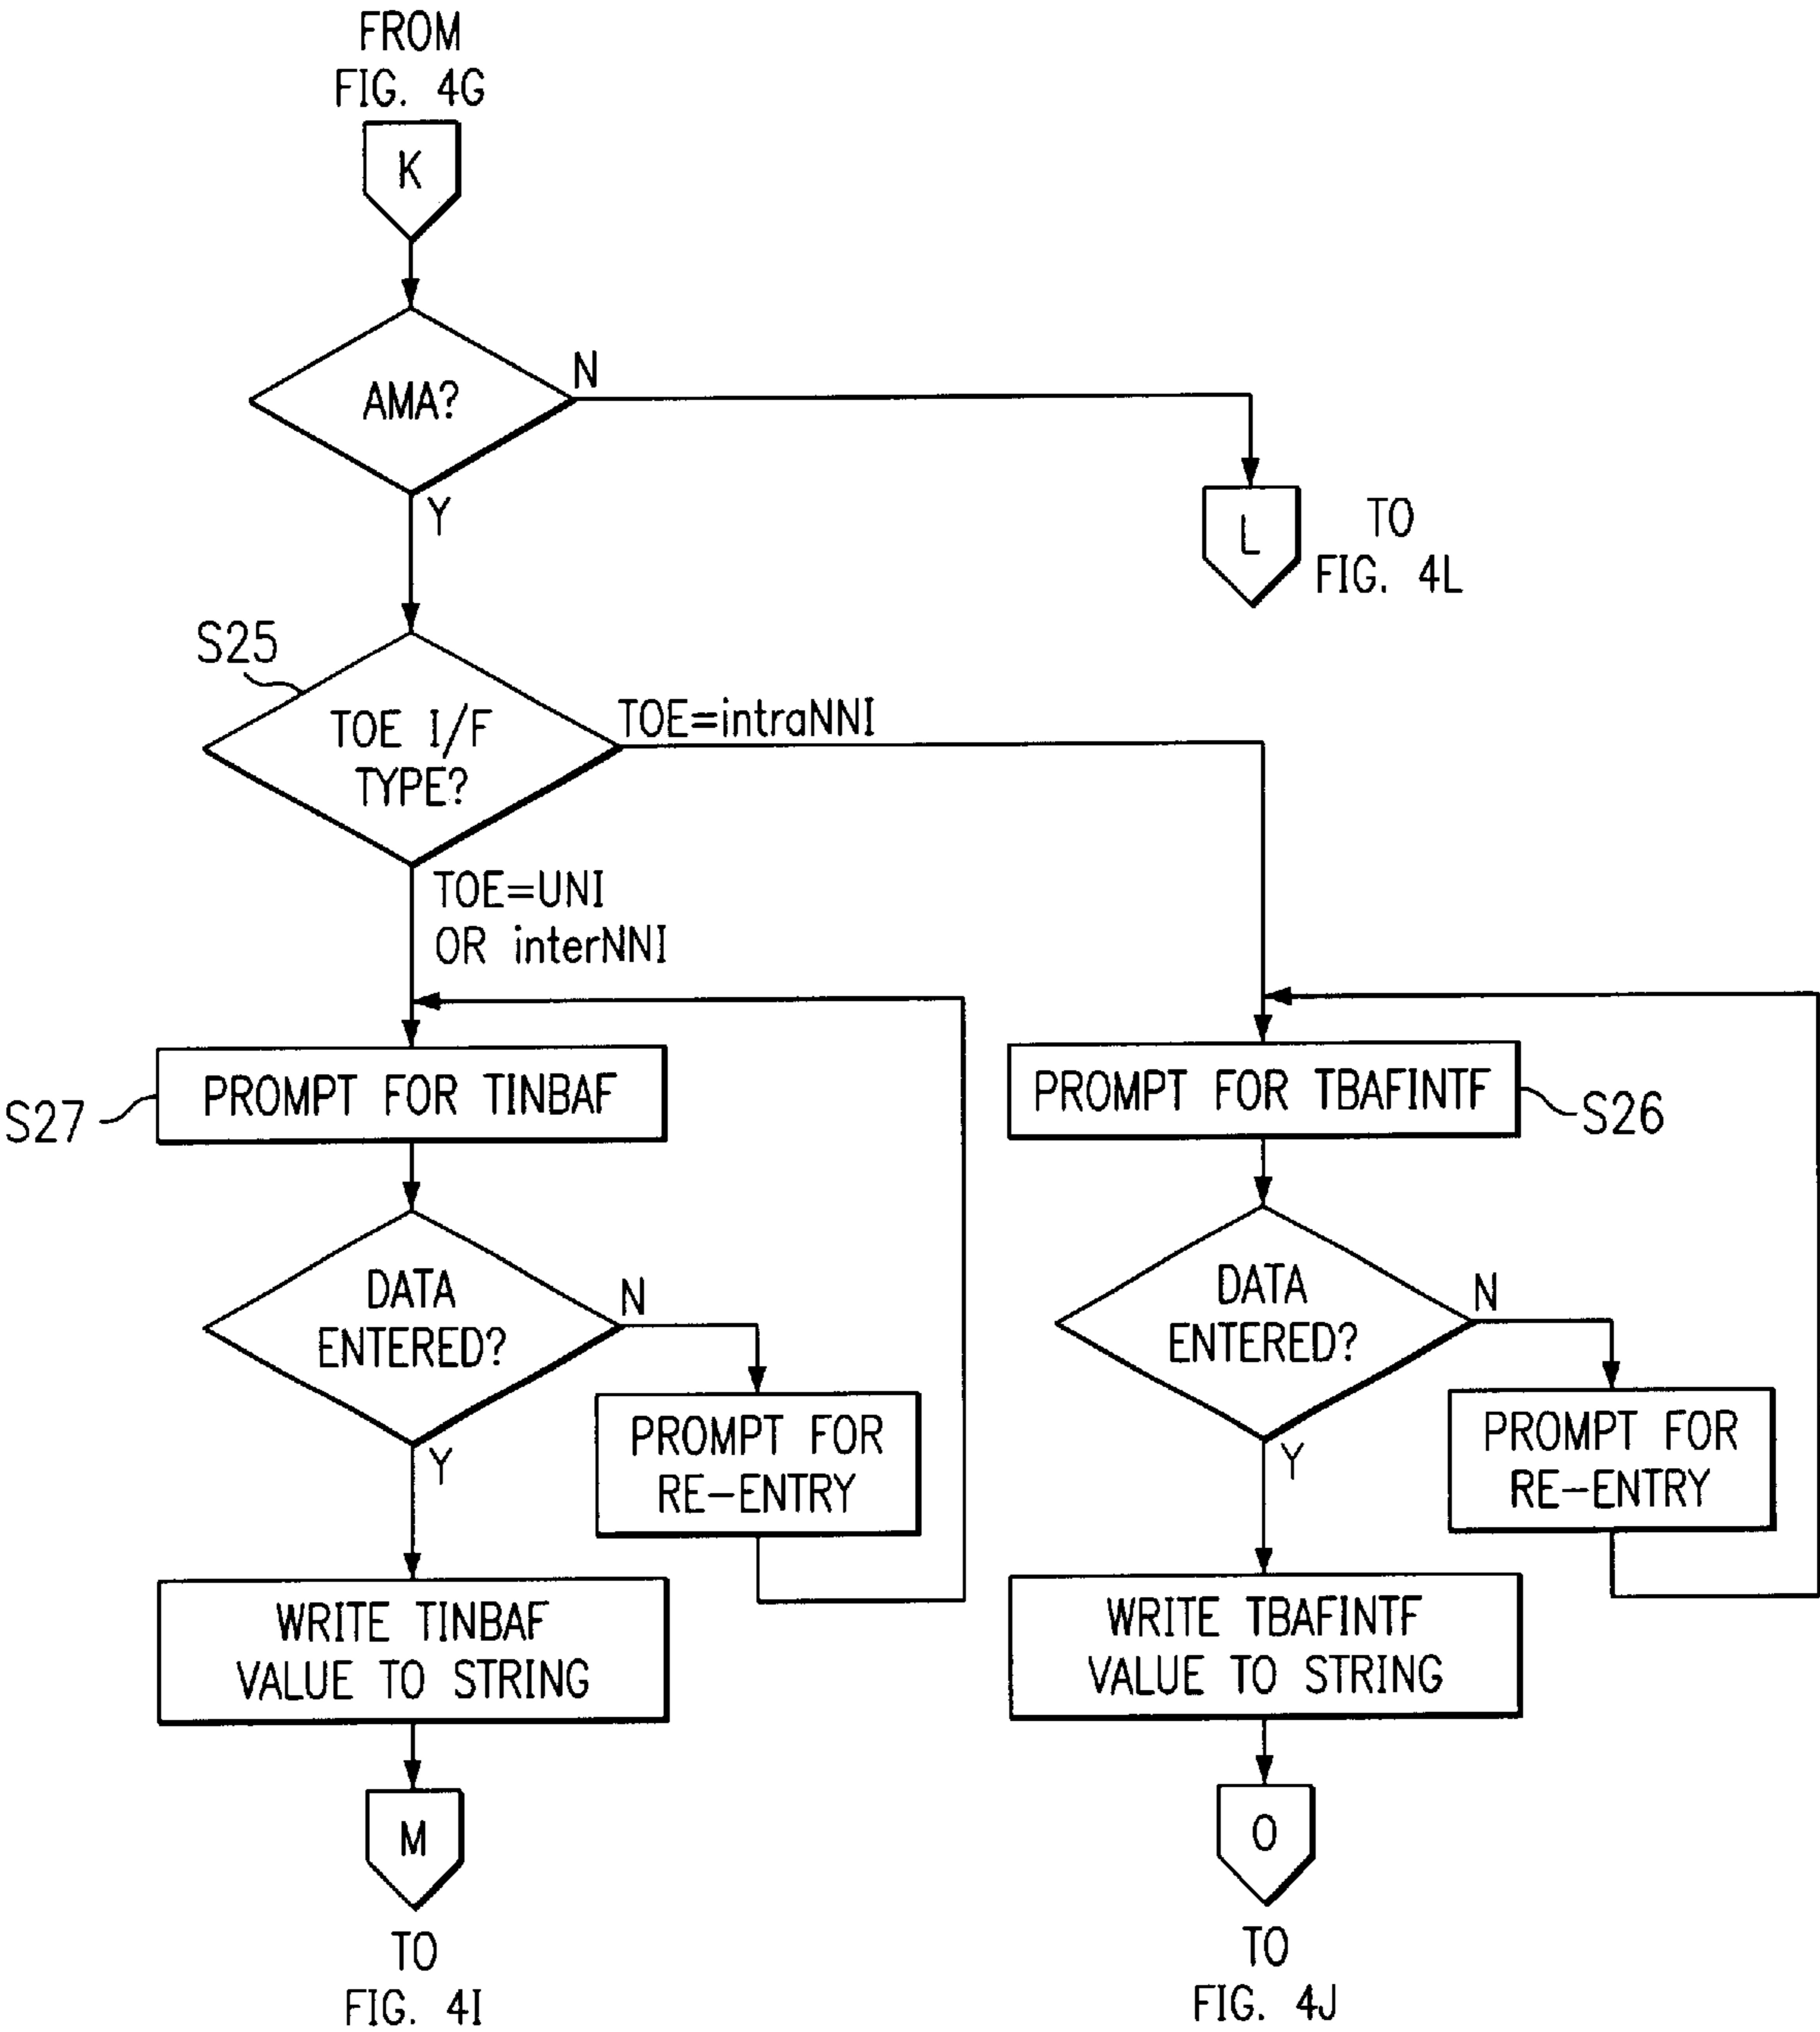 FROM
FIG. 4G
K
AMA?
N
Y
L
TO
FIG. 4L
S25
TOE I/F
TYPE?
TOE=intraNNI
TOE=UNI
OR interNNI
PROMPT FOR TINBAF
S27
PROMPT FOR TBAFINTF
S26
DATA
ENTERED?
N
Y
PROMPT FOR
RE-ENTRY
DATA
ENTERED?
N
Y
PROMPT FOR
RE-ENTRY
WRITE TINBAF
VALUE TO STRING
WRITE TBAFINTF
VALUE TO STRING
M
TO
FIG. 4I
O
TO
FIG. 4J